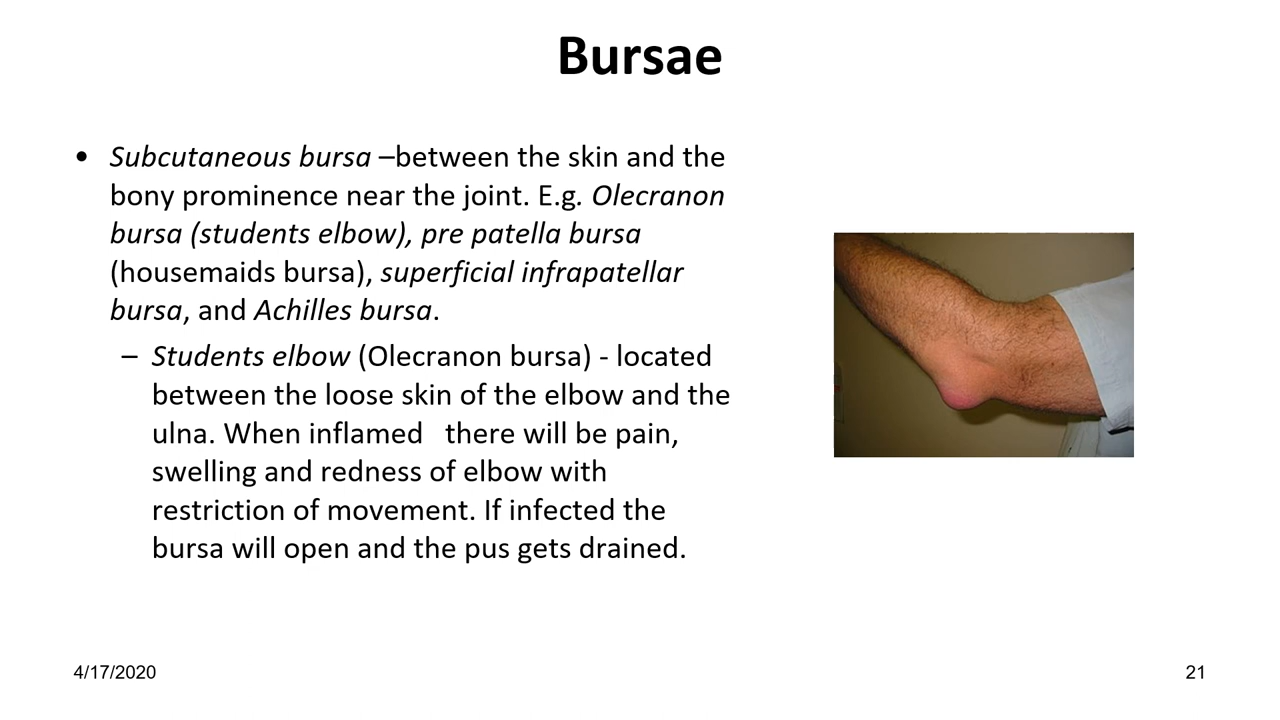 Bursae
• Subcutaneous bursa –between the skin and the
bony prominence near the joint. E.g. Olecranon
bursa (students elbow), pre patella bursa
(housemaids bursa), superficial infrapatellar
bursa, and Achilles bursa.
– Students elbow (Olecranon bursa) - located
between the loose skin of the elbow and the
ulna. When inflamed   there will be pain,
swelling and redness of elbow with
restriction of movement. If infected the
bursa will open and the pus gets drained.
4/17/2020
21